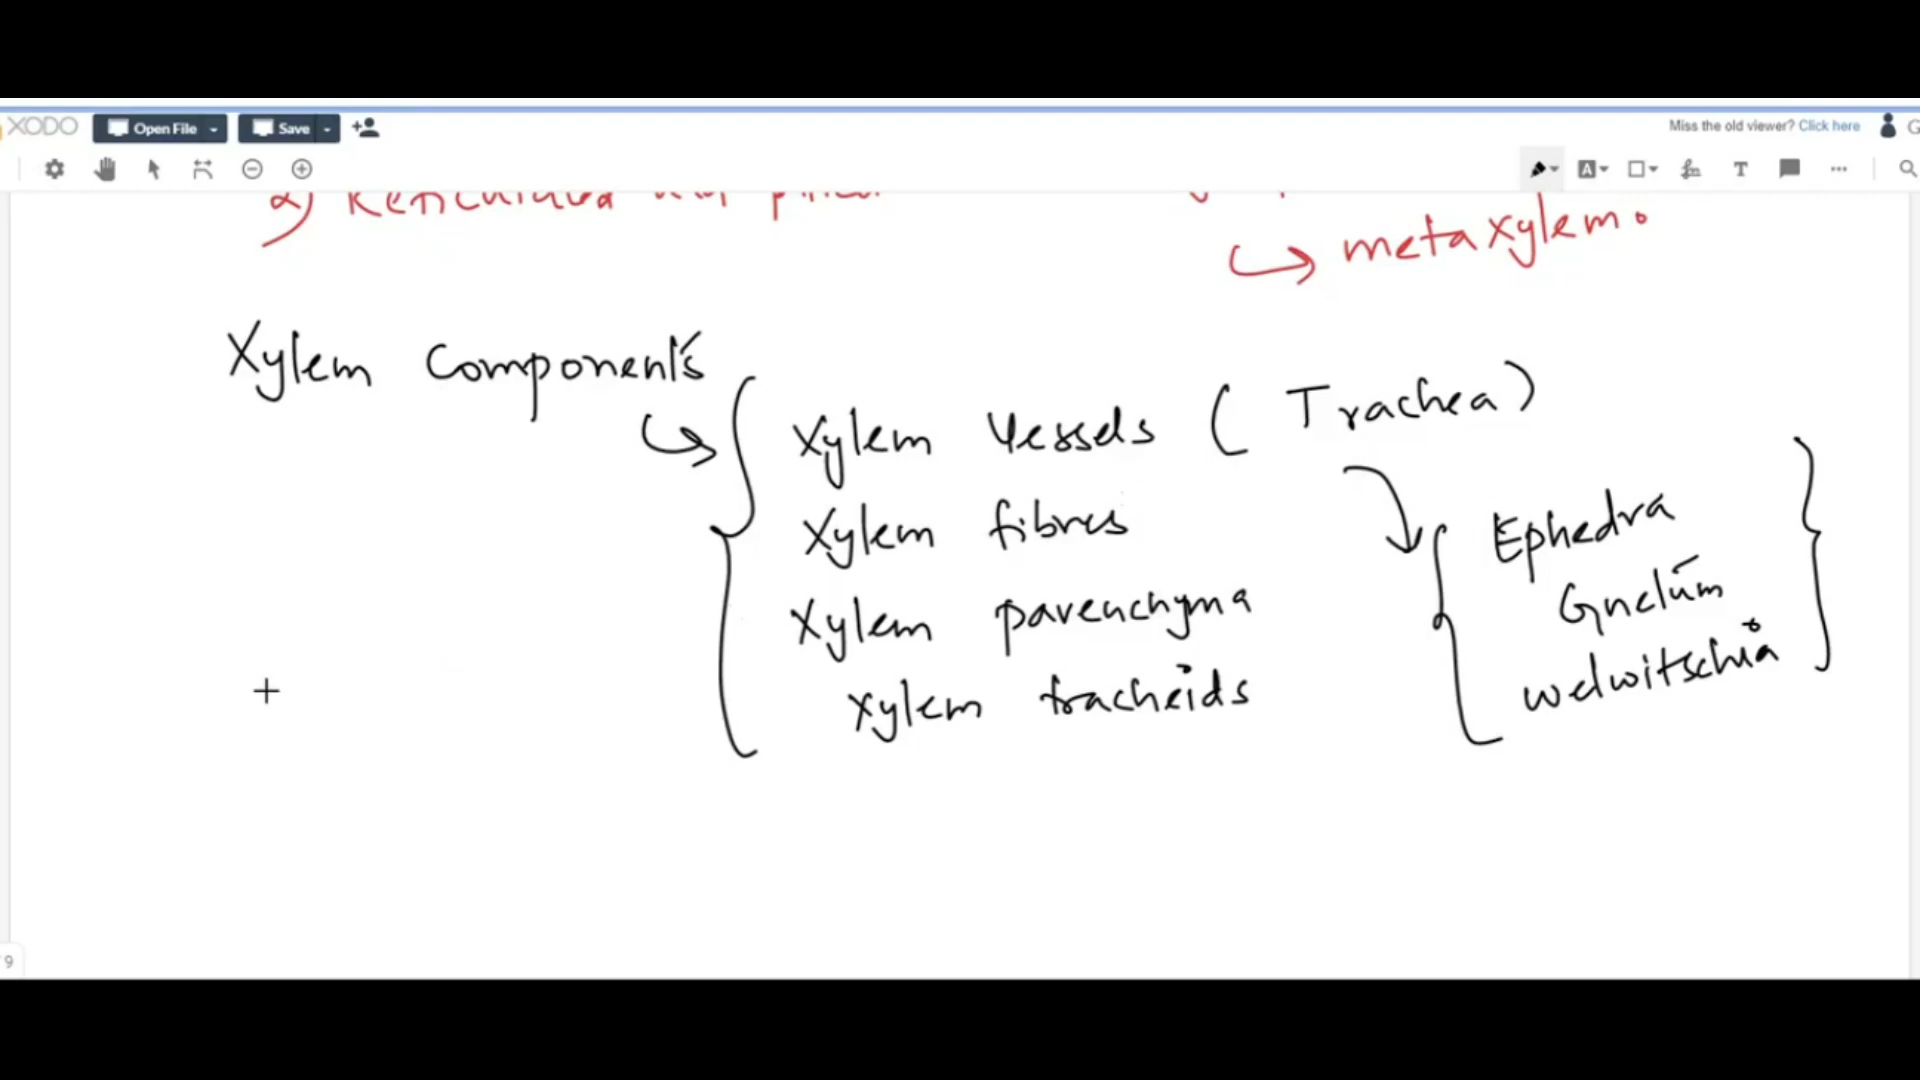 XODO Open File Save Miss the old viewer? Click here G
A T
metaxylem.
Xylem Components
Xylem Vessels ( Trachea )
Xylem fibres
Xylem parenchyma
Xylem tracheids
Ephedra
Gnetum
welwitschia
9